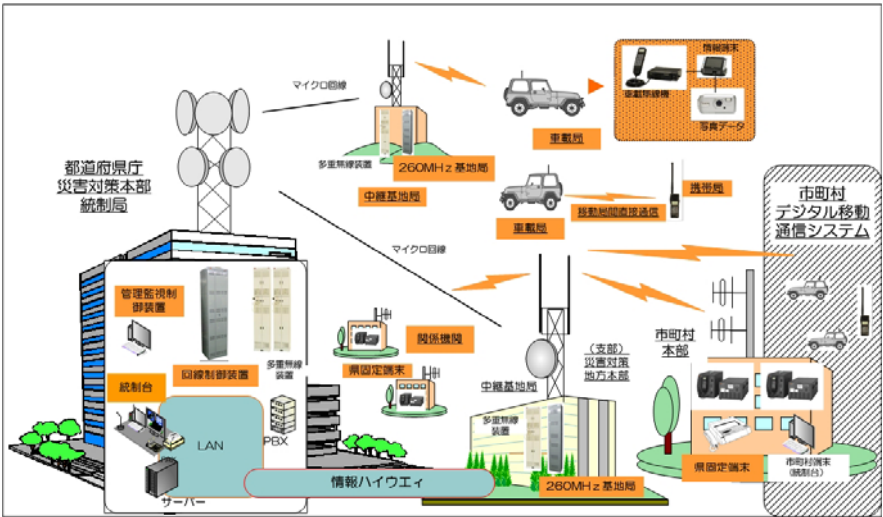 マイクロ回線
情報端末
車載無線機
写真データ
車載局
多重無線装置
260MHz基地局
中継基地局
都道府県庁
災害対策本部
統制局
携帯局
移動局間直接通信
車載局
市町村
デジタル移動
通信システム
マイクロ回線
管理監視制
御装置
関係機関
市町村
本部
(支部)
災害対策
地方本部
回線制御装置
多重無線
装置
県固定端末
中継基地局
統制台
多重無線
装置
PBX
LAN
県固定端末
市町村端末
(統制台)
情報ハイウエィ
260MHz基地局
サーバー